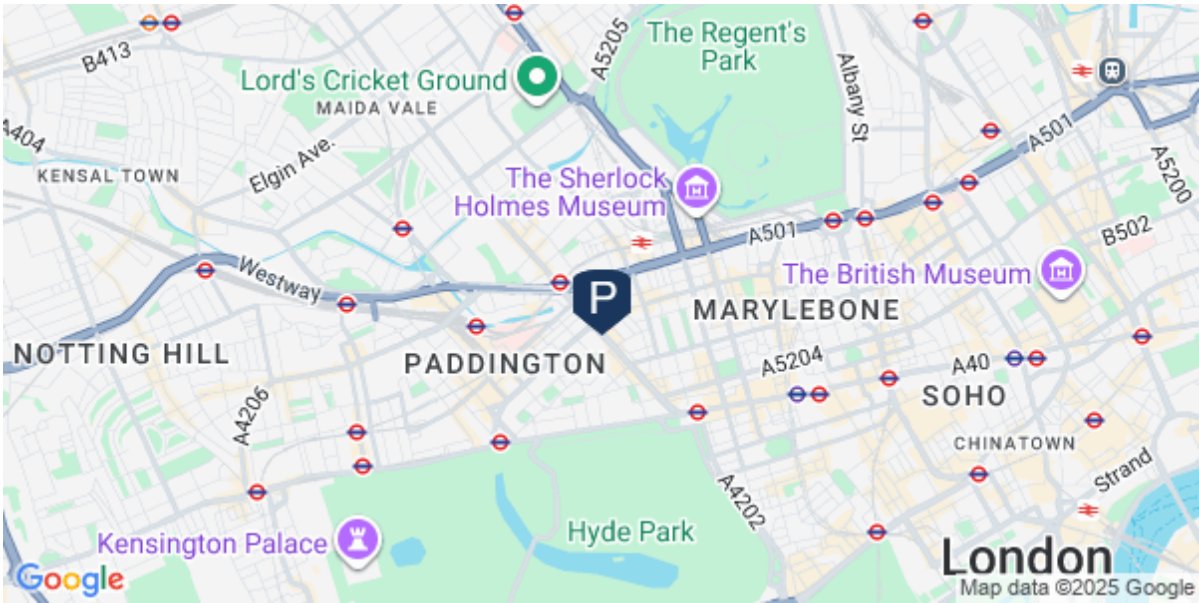 The Regent's
Park
A5205
B413
Lord's Cricket Ground
MAIDA VALE
Albany St
A501
A404
Elgin Ave.
KENSAL TOWN
The Sherlock
Holmes Museum
A5200
A501
B502
Westway
The British Museum
P
MARYLEBONE
NOTTING HILL
PADDINGTON
A5204
A40
SOHO
A4206
CHINATOWN
Strand
A4202
Kensington Palace
Hyde Park
London
Google
Map data ©2025 Google